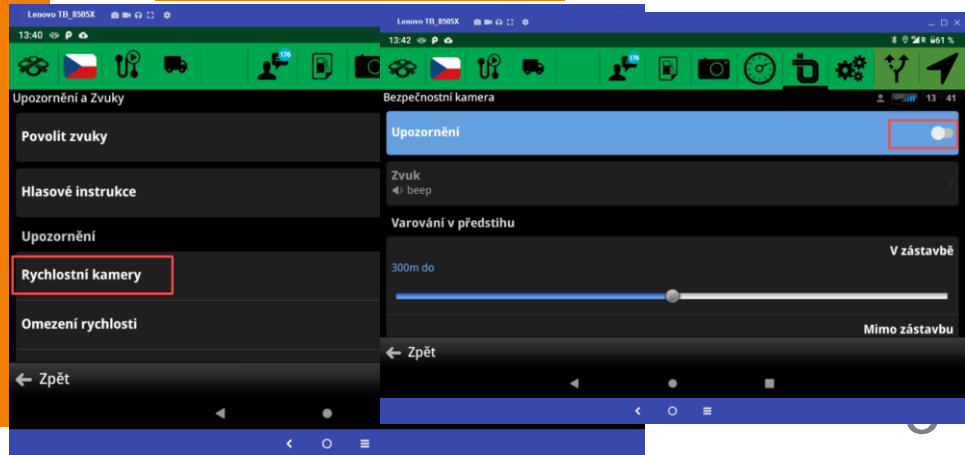 Lenovo TB_8505X
13:40
176
Upozornění a Zvuky
Povolit zvuky
Hlasové instrukce
Upozornění
Rychlostní kamery
Omezení rychlosti
Zpět
Lenovo TB_8505X
13:42
61 %
176
Bezpečnostní kamera
13 41
Upozornění
Zvuk
beep
Varování v předstihu
V zástavbě
300m do
Mimo zástavbu
Zpět